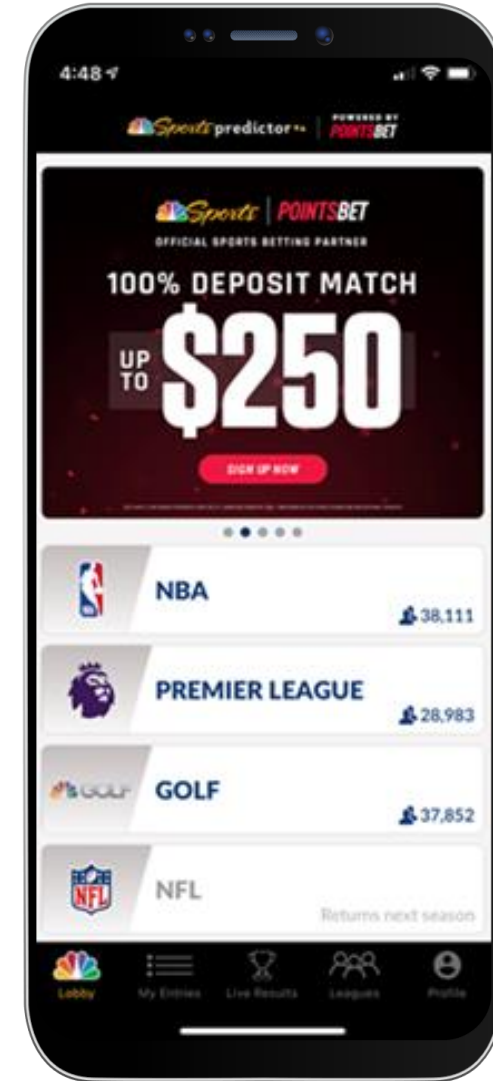 4:48
Sports predictor
POWERED BY
POINTSBET
Sports | POINTSBET
OFFICIAL SPORTS BETTING PARTNER
100% DEPOSIT MATCH
UP TO $250
SIGN UP NOW
NBA
38,111
PREMIER LEAGUE
28,983
GOLF
GOLF
37,852
NFL
NFL
Returns next season
Lobby My Entries Live Results Leagues Profile